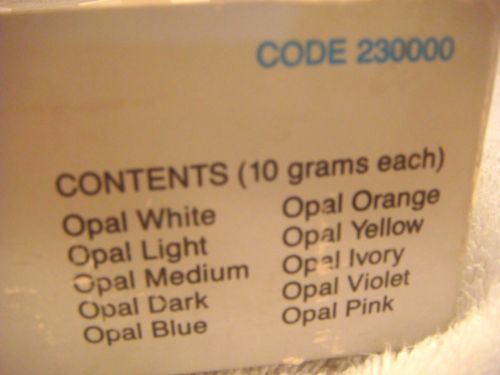 CODE 230000
CONTENTS (10 grams each)
Opal White
Opal Light
Opal Medium
Opal Dark
Opal Blue
Opal Orange
Opal Yellow
Opal Ivory
Opal Violet
Opal Pink